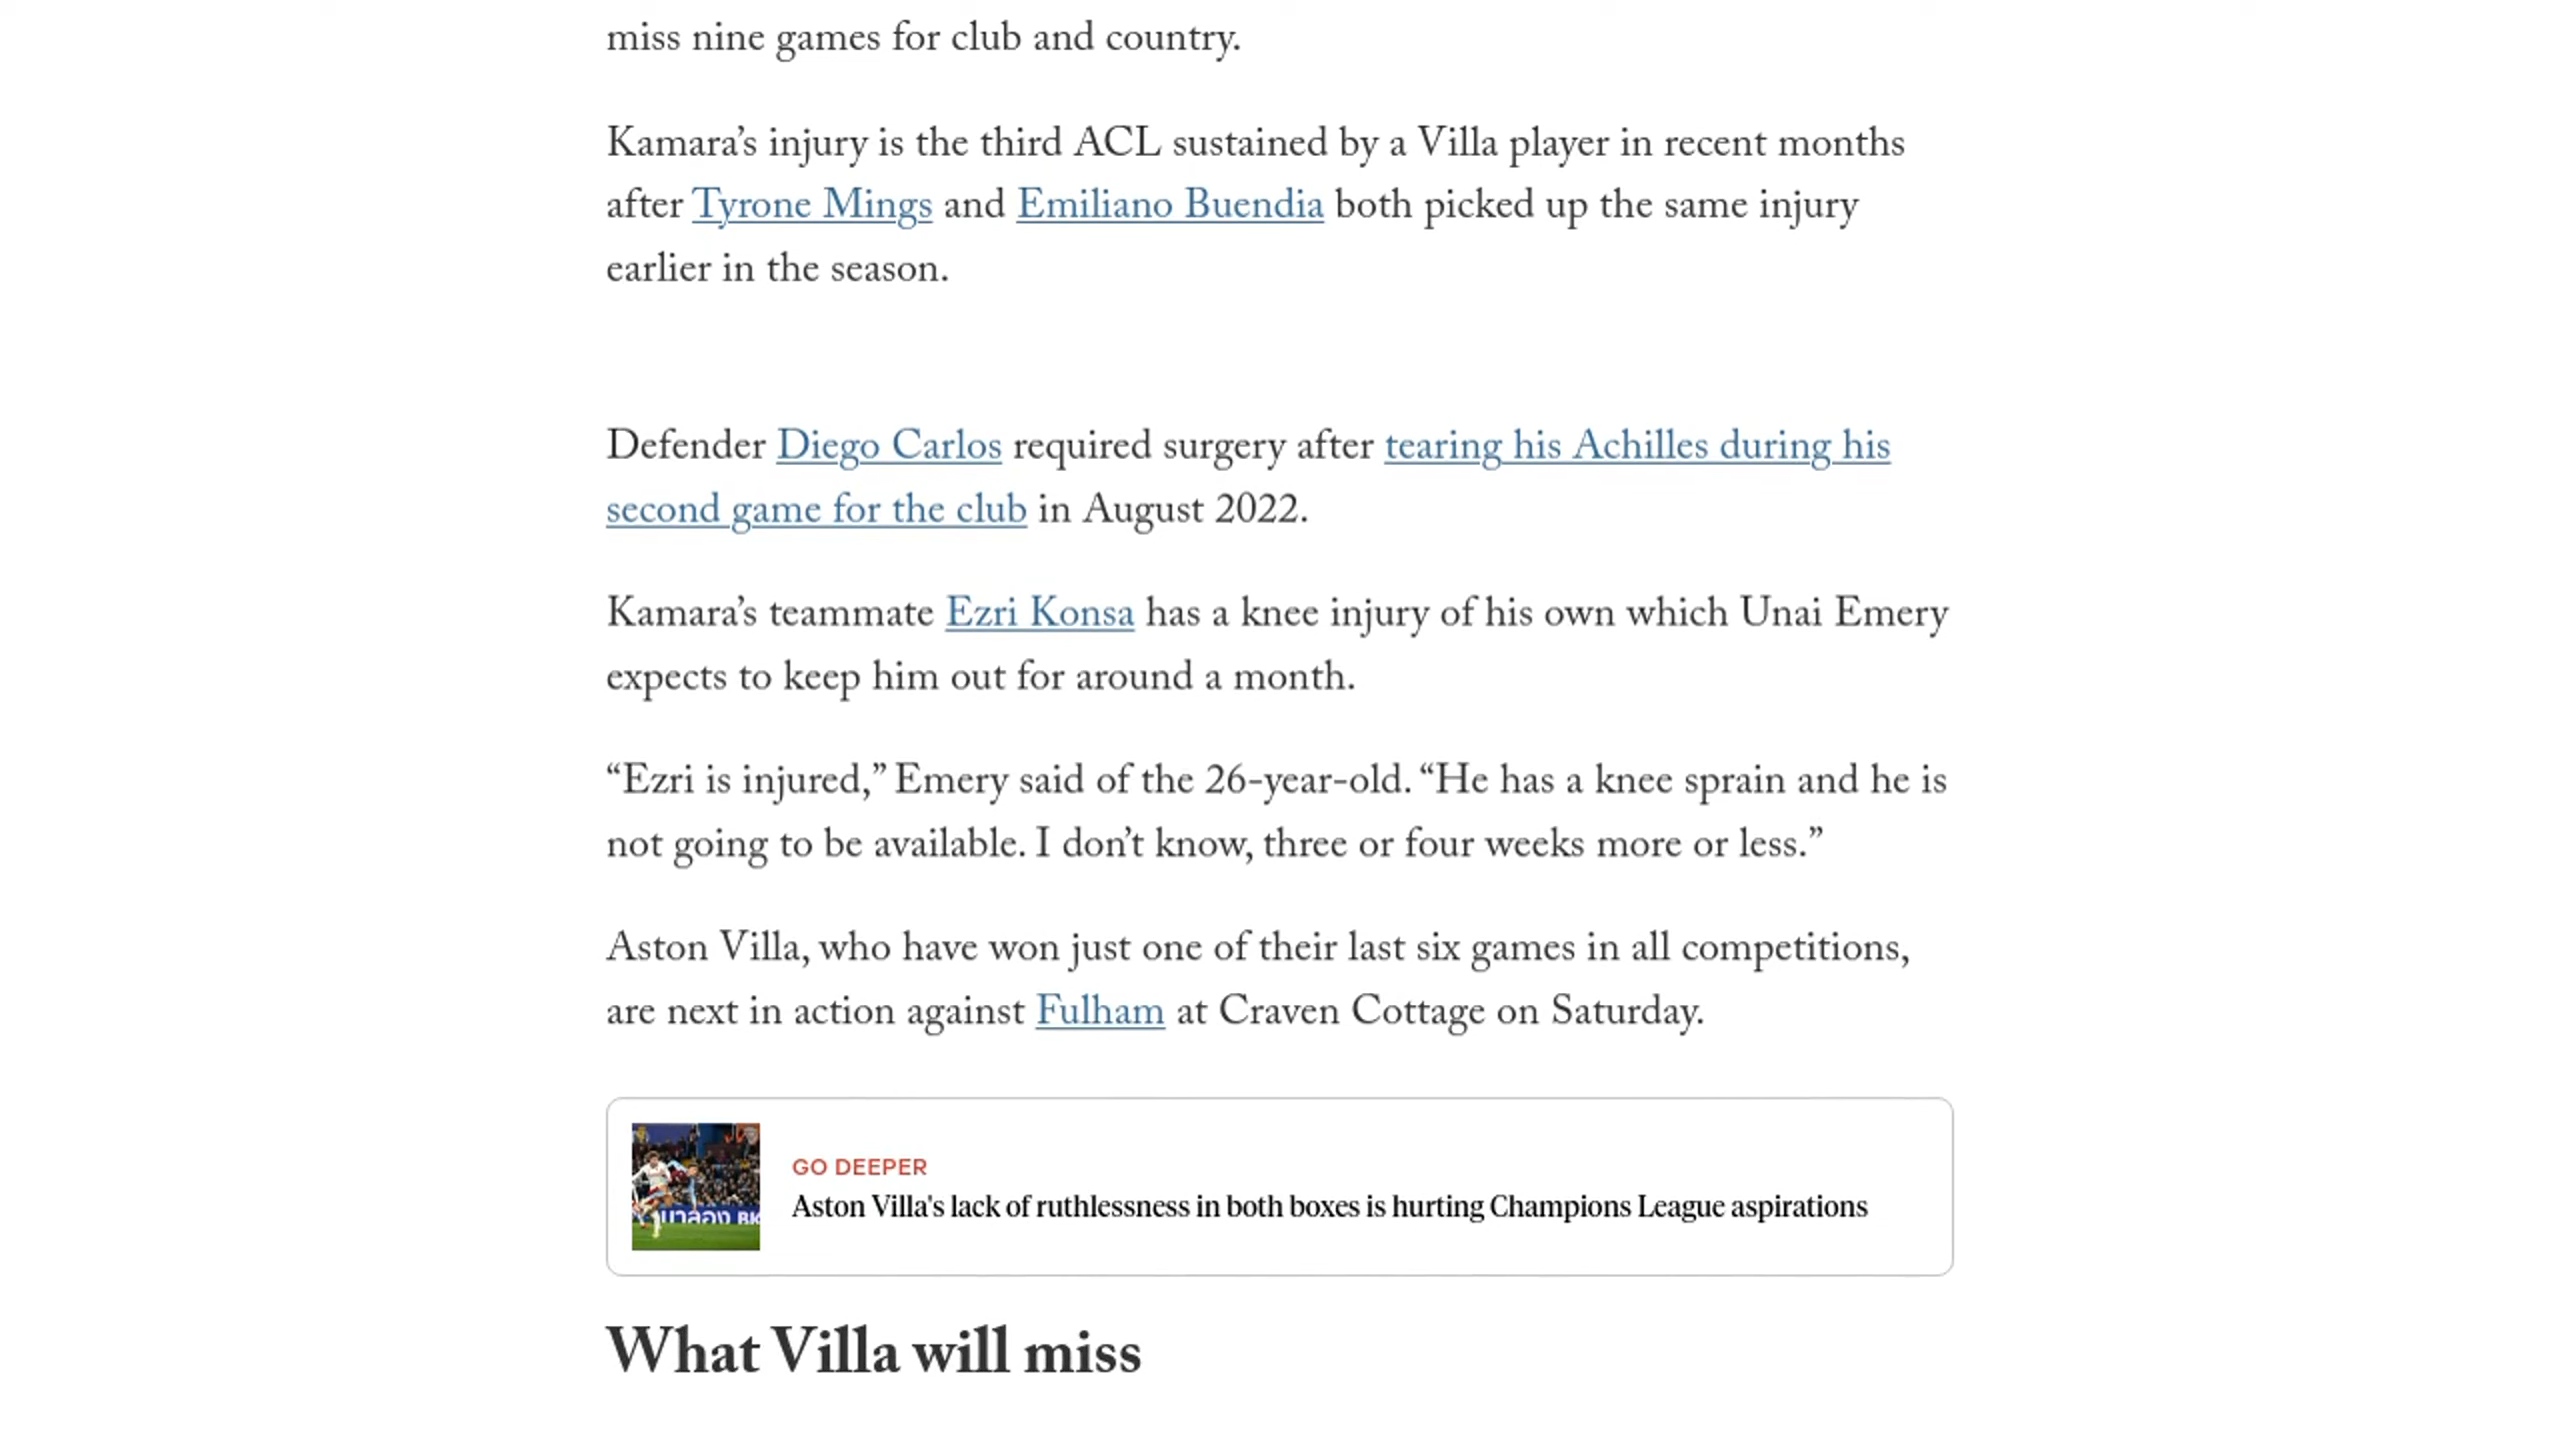 miss nine games for club and country.
Kamara’s injury is the third ACL sustained by a Villa player in recent months
after Tyrone Mings and Emiliano Buendia both picked up the same injury
earlier in the season.
Defender Diego Carlos required surgery after tearing his Achilles during his
second game for the club in August 2022.
Kamara’s teammate Ezri Konsa has a knee injury of his own which Unai Emery
expects to keep him out for around a month.
“Ezri is injured,” Emery said of the 26-year-old. “He has a knee sprain and he is
not going to be available. I don’t know, three or four weeks more or less.”
Aston Villa, who have won just one of their last six games in all competitions,
are next in action against Fulham at Craven Cottage on Saturday.
GO DEEPER
Aston Villa's lack of ruthlessness in both boxes is hurting Champions League aspirations
What Villa will miss